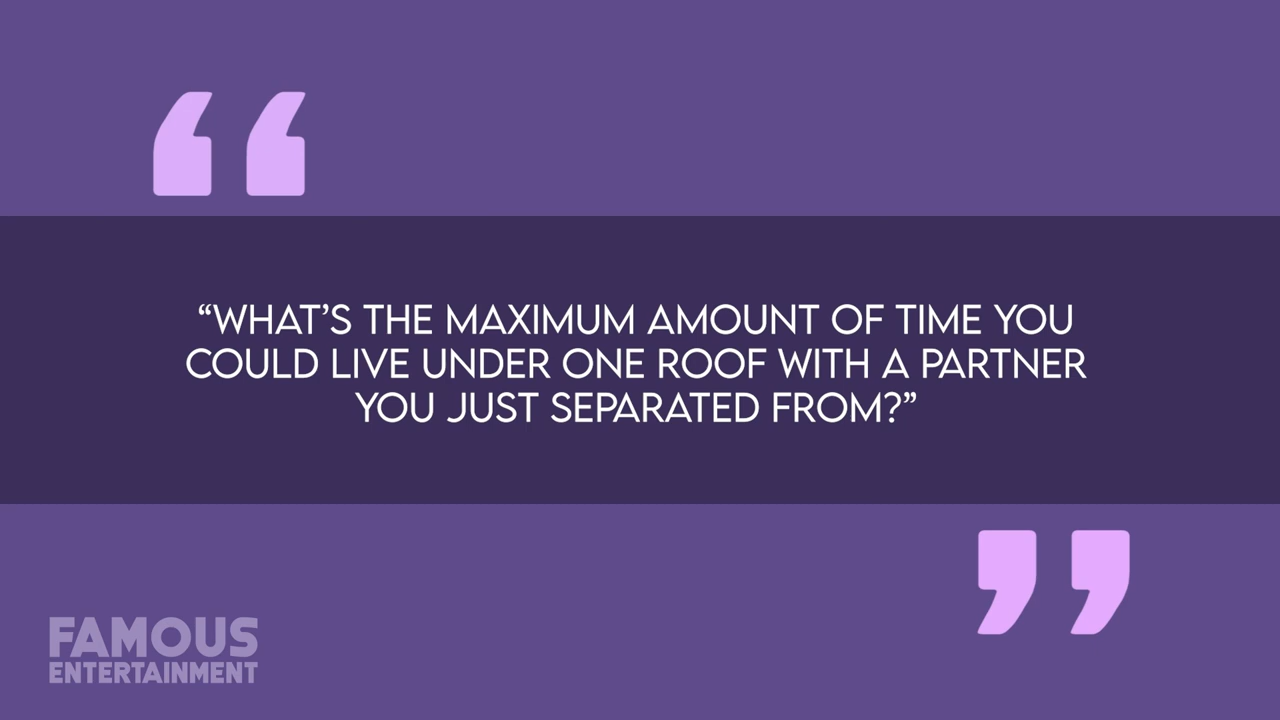 “WHAT’S THE MAXIMUM AMOUNT OF TIME YOU
COULD LIVE UNDER ONE ROOF WITH A PARTNER
YOU JUST SEPARATED FROM?”
FAMOUS
ENTERTAINMENT